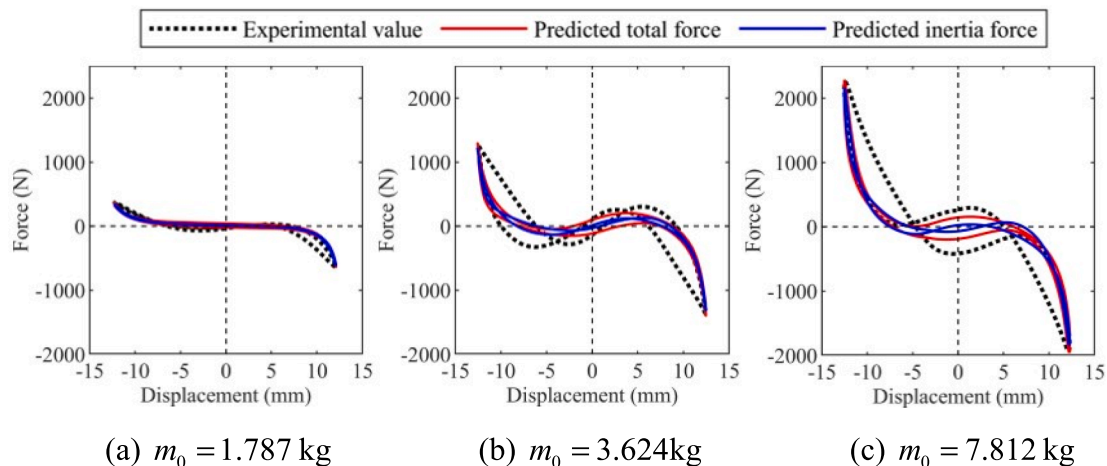 Experimental value Predicted total force Predicted inertia force
2000 2000 2000
1000 1000 1000
0 0 0
-1000 -1000 -1000
-2000 -2000 -2000
Force (N) Force (N) Force (N)
-15 -10 -5 0 5 10 15 -15 -10 -5 0 5 10 15 -15 -10 -5 0 5 10 15
Displacement (mm) Displacement (mm) Displacement (mm)
(a) m₀ = 1.787 kg (b) m₀ = 3.624kg (c) m₀ = 7.812 kg